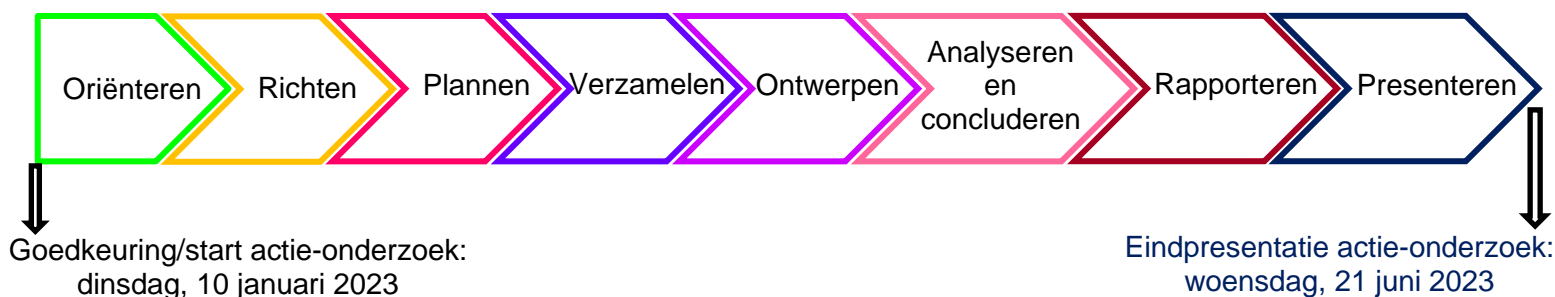 Oriënteren
Richten
Plannen
Verzamelen
Ontwerpen
Analyseren
en
concluderen
Rapporteren
Presenteren
Goedkeuring/start actie-onderzoek:
dinsdag, 10 januari 2023
Eindpresentatie actie-onderzoek:
woensdag, 21 juni 2023